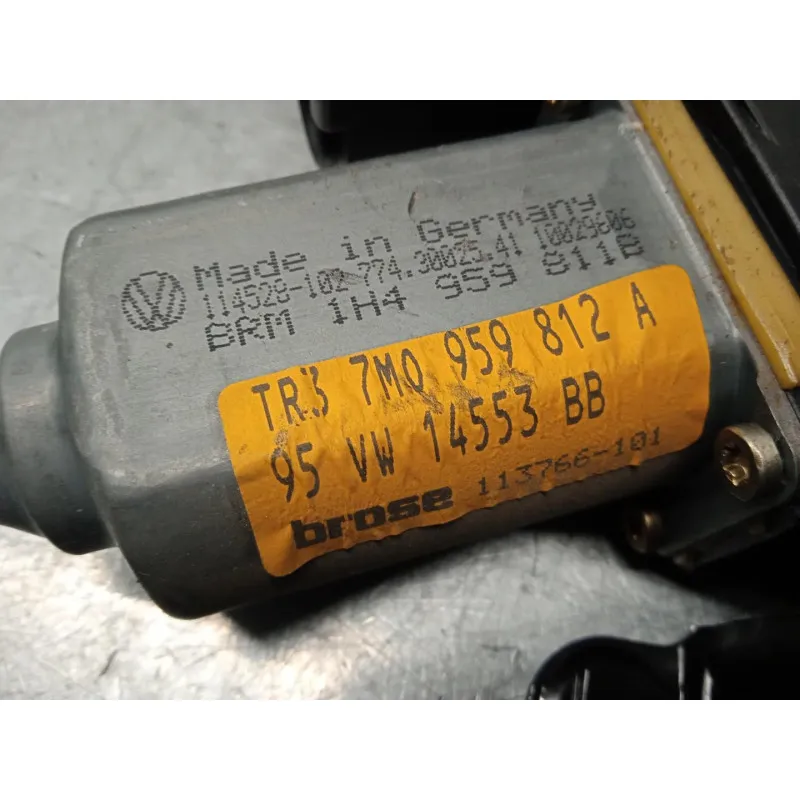 Made in Germany
114528-102 774.30025.41 10029606
BRM 1H4 959 811B
TR3 7M0 959 812 A
95 VW 14553 BB
brose 113766-101